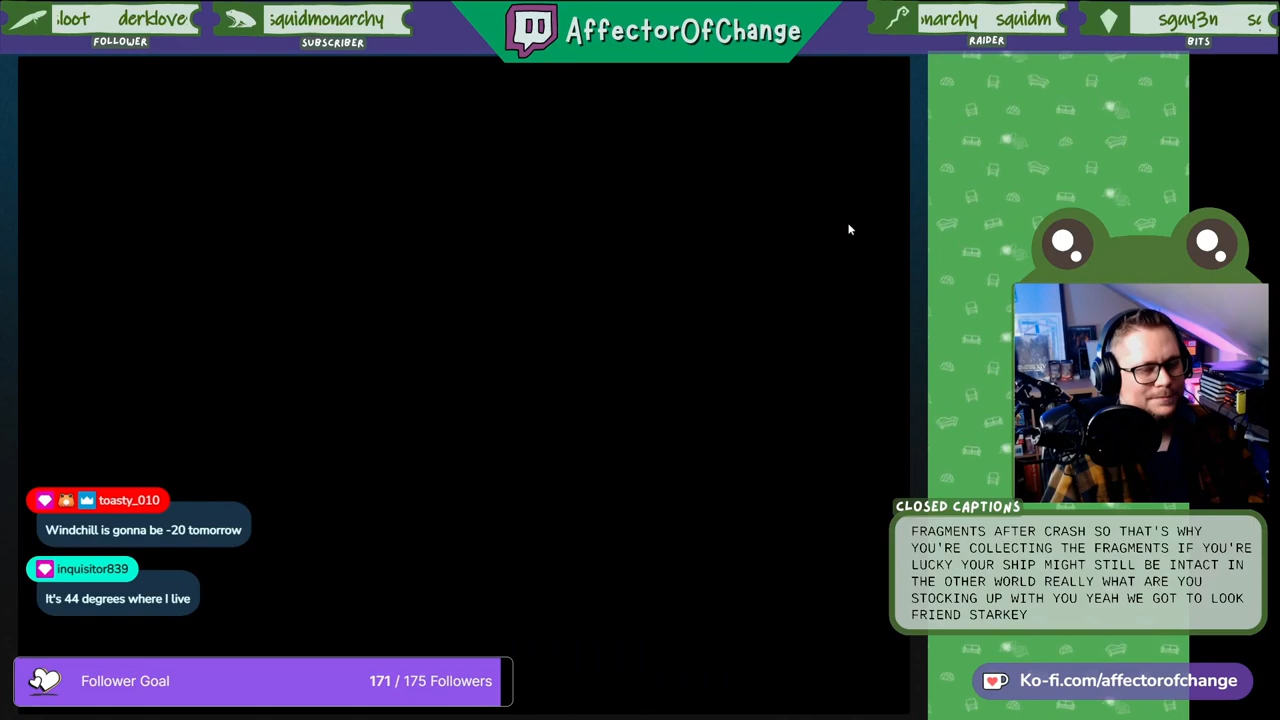 loot derklove
FOLLOWER
squidmonarchy
SUBSCRIBER
AffectorOfChange
narchy squidm
RAIDER
sguy3n
BITS
toasty_010
Windchill is gonna be -20 tomorrow
inquisitor839
It's 44 degrees where I live
Follower Goal 171 / 175 Followers
CLOSED CAPTIONS
FRAGMENTS AFTER CRASH SO THAT'S WHY
YOU'RE COLLECTING THE FRAGMENTS IF YOU'RE
LUCKY YOUR SHIP MIGHT STILL BE INTACT IN
THE OTHER WORLD REALLY WHAT ARE YOU
STOCKING UP WITH YOU YEAH WE GOT TO LOOK
FRIEND STARKEY
Ko-fi.com/affectorofchange